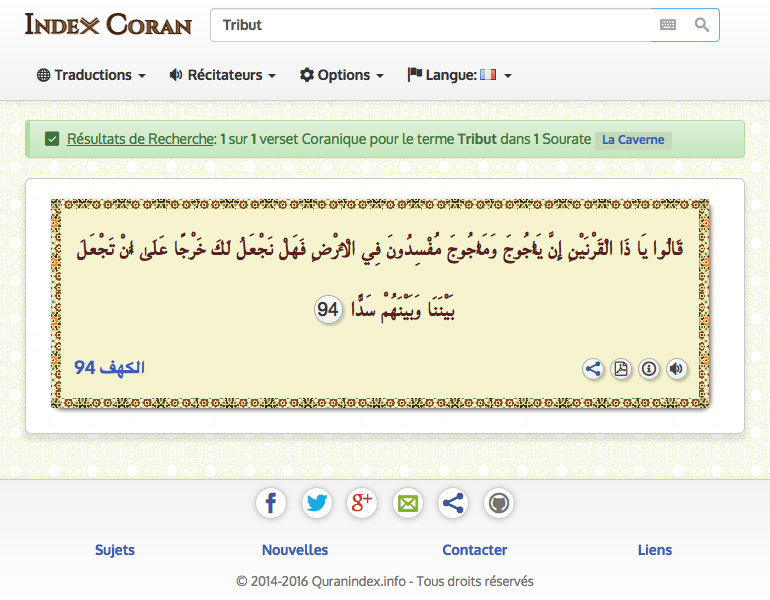 Index Coran
Tribut
Traductions
Récitateurs
Options
Langue:
Résultats de Recherche: 1 sur 1 verset Coranique pour le terme Tribut dans 1 Sourate La Caverne
قَالُوا يَا ذَا الْقَرْنَيْنِ إِنَّ يَأْجُوجَ وَمَأْجُوجَ مُفْسِدُونَ فِي الْأَرْضِ فَهَلْ نَجْعَلُ لَكَ خَرْجًا عَلَىٰ أَنْ تَجْعَلَ
بَيْنَنَا وَبَيْنَهُمْ سَدًّا 94
الكهف 94
Sujets
Nouvelles
Contacter
Liens
© 2014-2016 Quranindex.info - Tous droits réservés